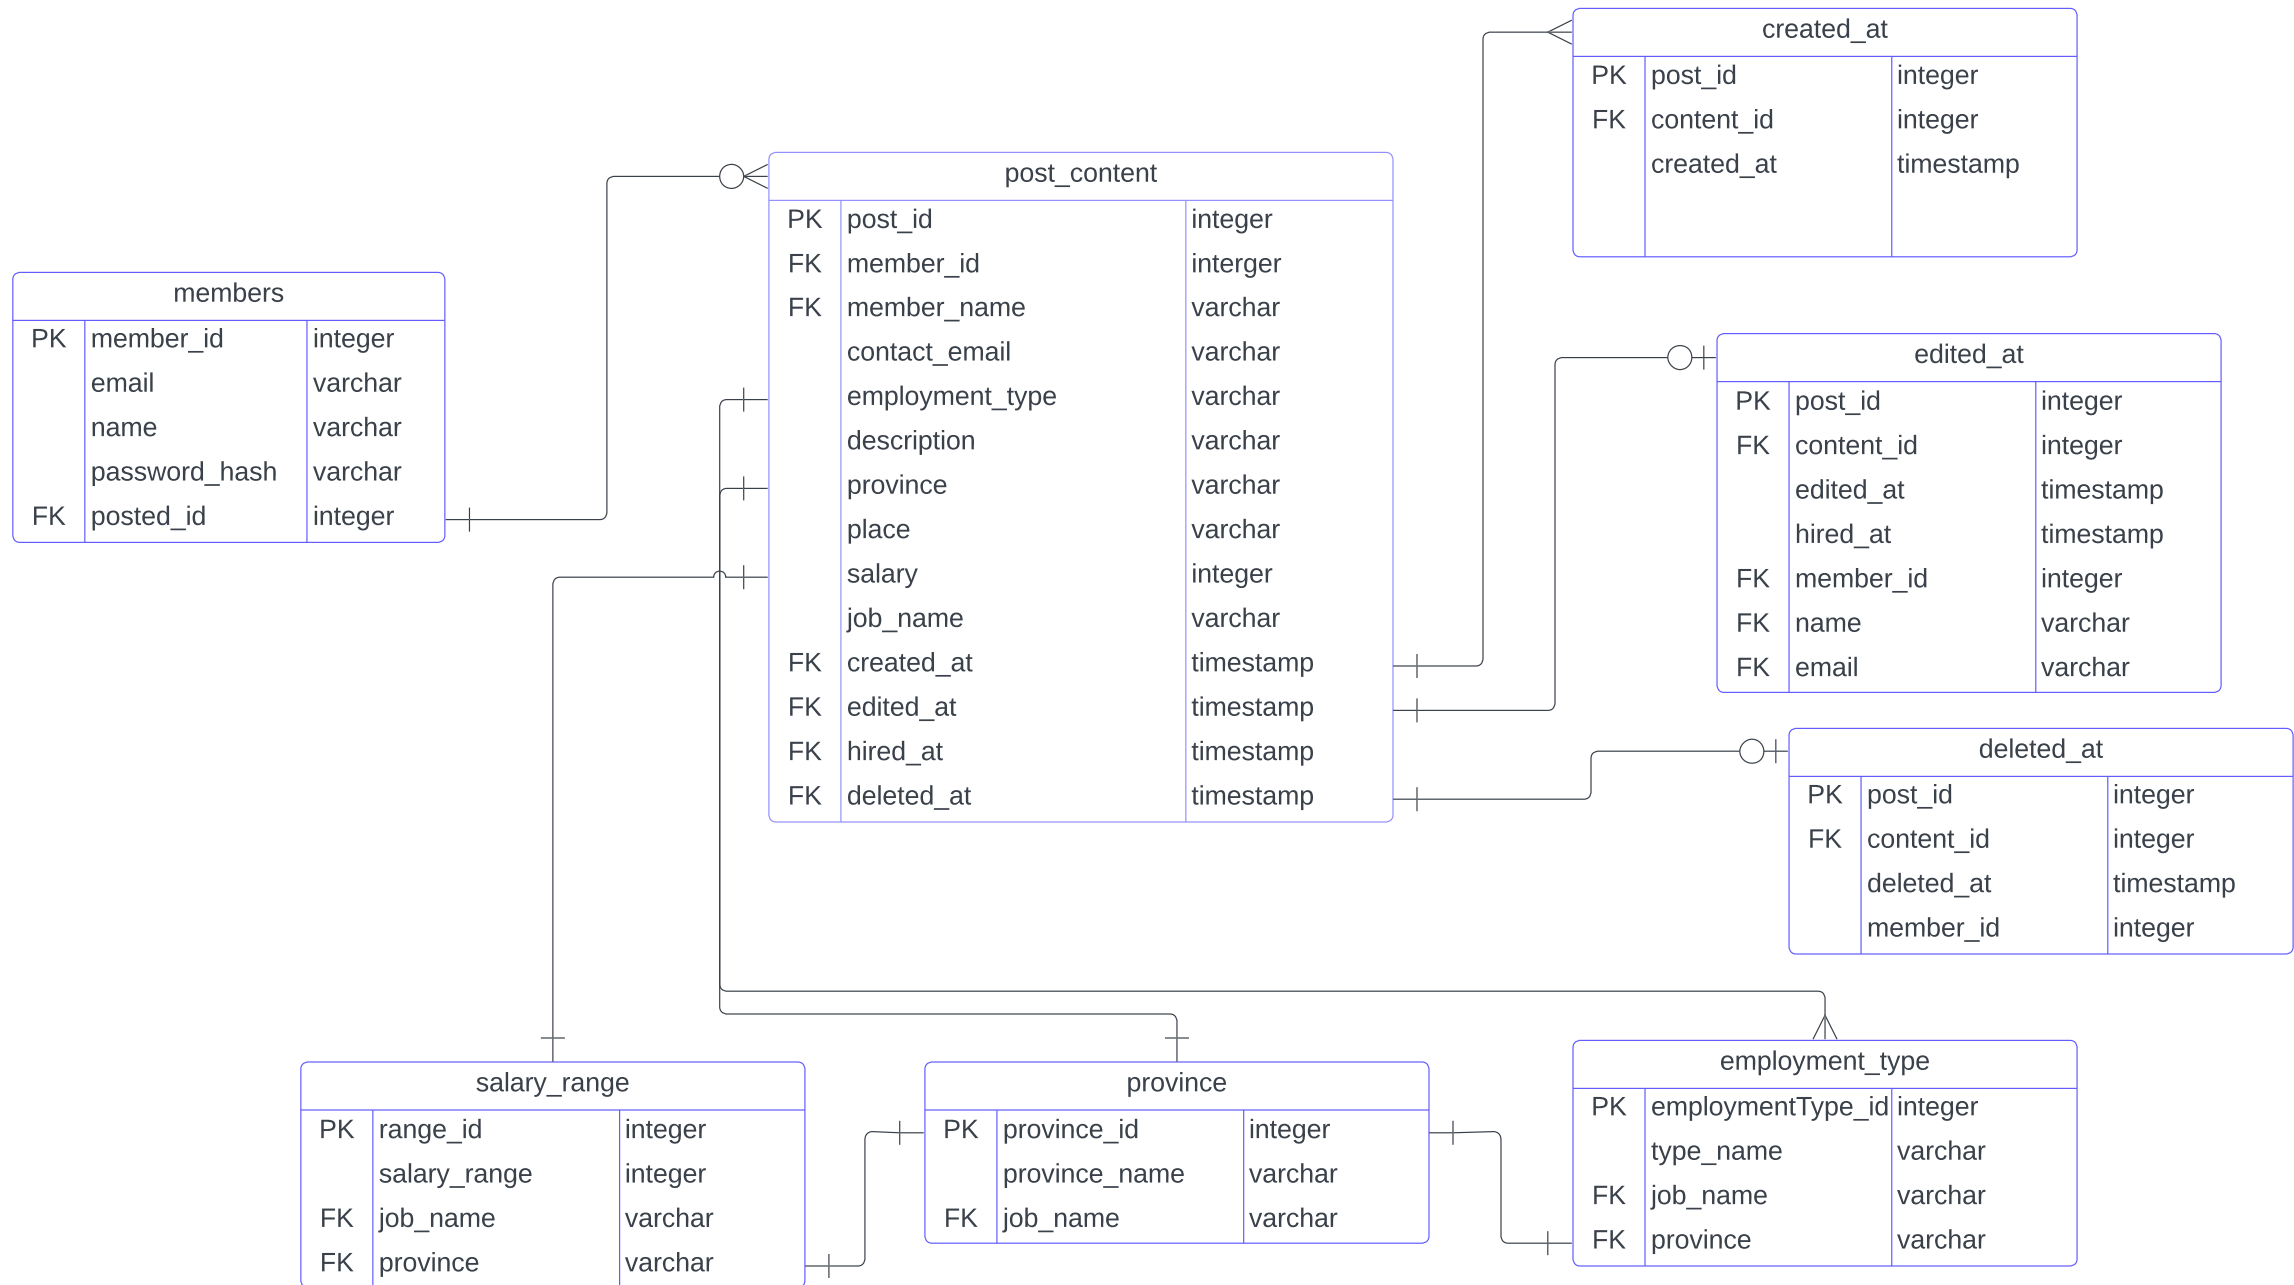 created_at
PK post_id integer
FK content_id integer
created_at timestamp
post_content
PK post_id integer
FK member_id interger
FK member_name varchar
contact_email varchar
employment_type varchar
description varchar
province varchar
place varchar
salary integer
job_name varchar
FK created_at timestamp
FK edited_at timestamp
FK hired_at timestamp
FK deleted_at timestamp
members
PK member_id integer
email varchar
name varchar
password_hash varchar
FK posted_id integer
edited_at
PK post_id integer
FK content_id integer
edited_at timestamp
hired_at timestamp
FK member_id integer
FK name varchar
FK email varchar
deleted_at
PK post_id integer
FK content_id integer
deleted_at timestamp
member_id integer
salary_range
PK range_id integer
salary_range integer
FK job_name varchar
FK province varchar
province
PK province_id integer
province_name varchar
FK job_name varchar
employment_type
PK employmentType_id integer
type_name varchar
FK job_name varchar
FK province varchar